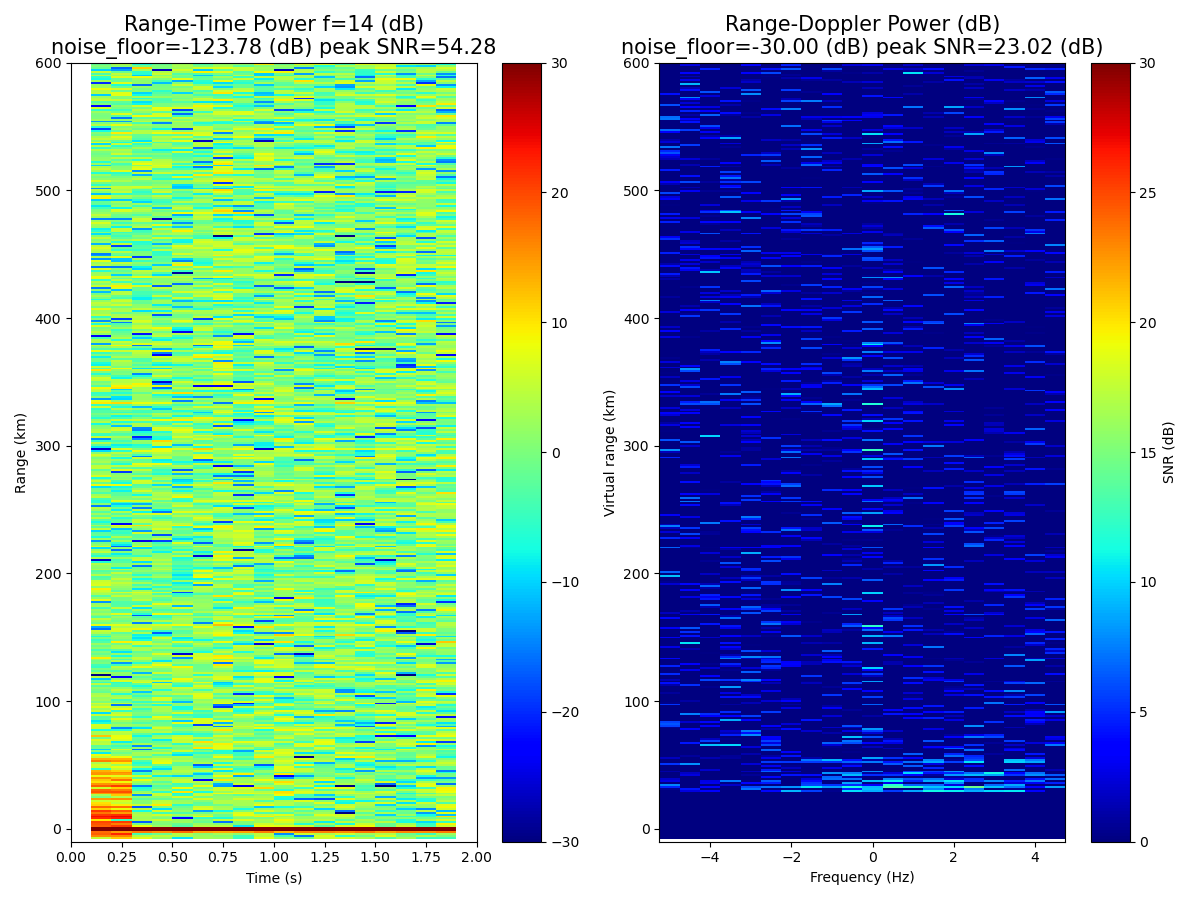 Range-Time Power f=14 (dB)
noise_floor=-123.78 (dB) peak SNR=54.28
Range-Doppler Power (dB)
noise_floor=-30.00 (dB) peak SNR=23.02 (dB)
600
500
400
300
200
100
0
Range (km)
0.00 0.25 0.50 0.75 1.00 1.25 1.50 1.75 2.00
Time (s)
30
20
10
0
−10
−20
−30
600
500
400
300
200
100
0
Virtual range (km)
−4 −2 0 2 4
Frequency (Hz)
30
25
20
15
10
5
0
SNR (dB)